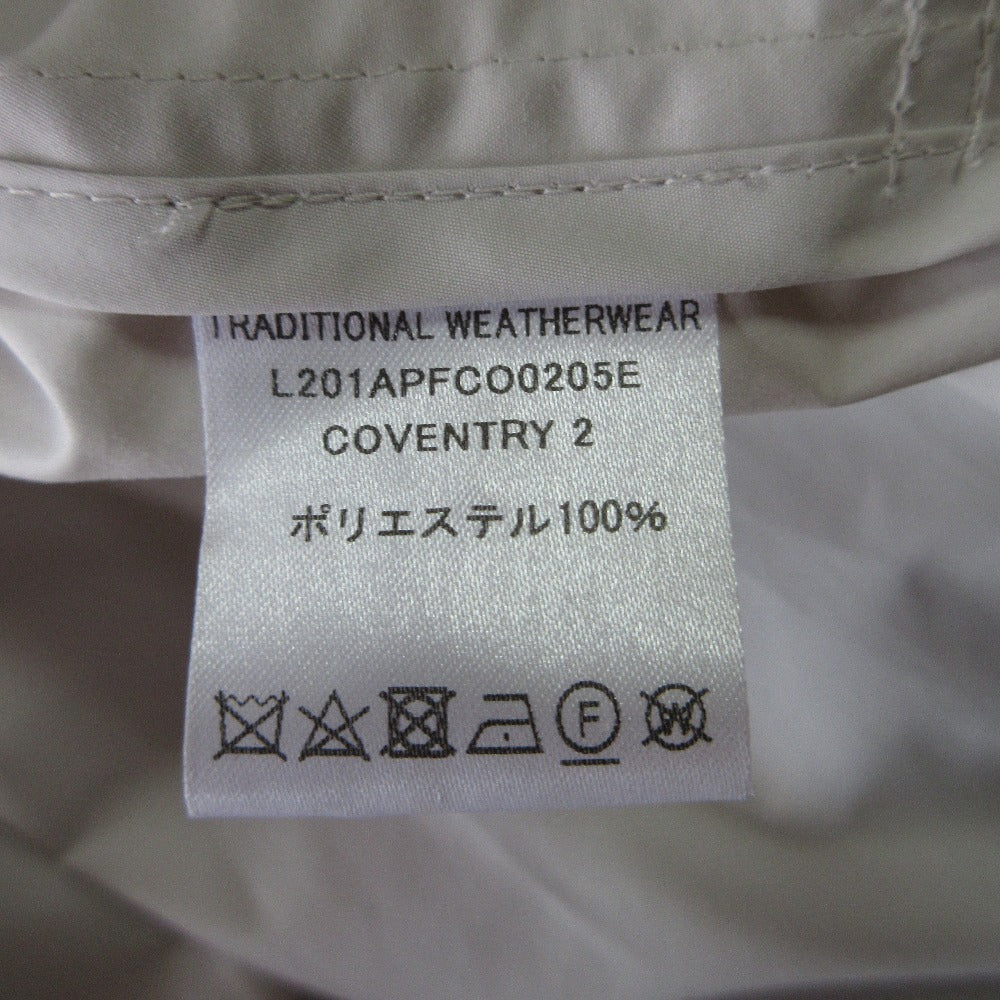 TRADITIONAL WEATHERWEAR
L201APFCO0205E
COVENTRY 2
ポリエステル100%
F W